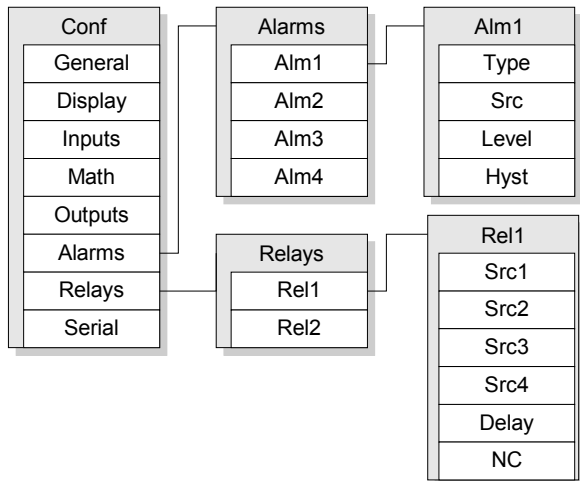 Conf
General
Display
Inputs
Math
Outputs
Alarms
Relays
Serial
Alarms
Alm1
Alm2
Alm3
Alm4
Relays
Rel1
Rel2
Alm1
Type
Src
Level
Hyst
Rel1
Src1
Src2
Src3
Src4
Delay
NC